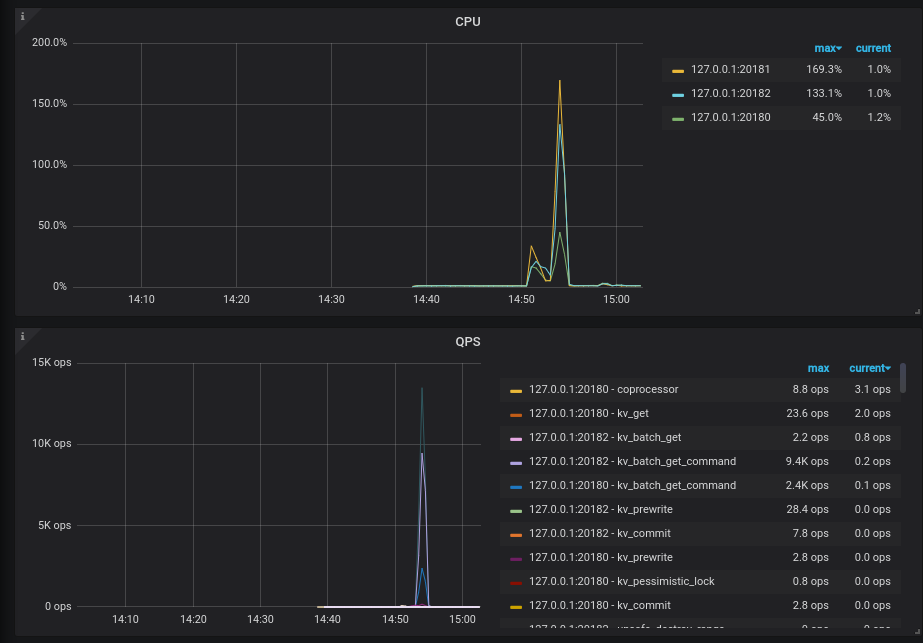 CPU
200.0%
150.0%
100.0%
50.0%
0%
14:10 14:20 14:30 14:40 14:50 15:00
max current
127.0.0.1:20181 169.3% 1.0%
127.0.0.1:20182 133.1% 1.0%
127.0.0.1:20180 45.0% 1.2%
QPS
15K ops
10K ops
5K ops
0 ops
14:10 14:20 14:30 14:40 14:50 15:00
max current
127.0.0.1:20180 - coprocessor 8.8 ops 3.1 ops
127.0.0.1:20180 - kv_get 23.6 ops 2.0 ops
127.0.0.1:20182 - kv_batch_get 2.2 ops 0.8 ops
127.0.0.1:20182 - kv_batch_get_command 9.4K ops 0.2 ops
127.0.0.1:20180 - kv_batch_get_command 2.4K ops 0.1 ops
127.0.0.1:20182 - kv_prewrite 28.4 ops 0.0 ops
127.0.0.1:20182 - kv_commit 7.8 ops 0.0 ops
127.0.0.1:20180 - kv_prewrite 2.8 ops 0.0 ops
127.0.0.1:20180 - kv_pessimistic_lock 0.8 ops 0.0 ops
127.0.0.1:20180 - kv_commit 2.8 ops 0.0 ops